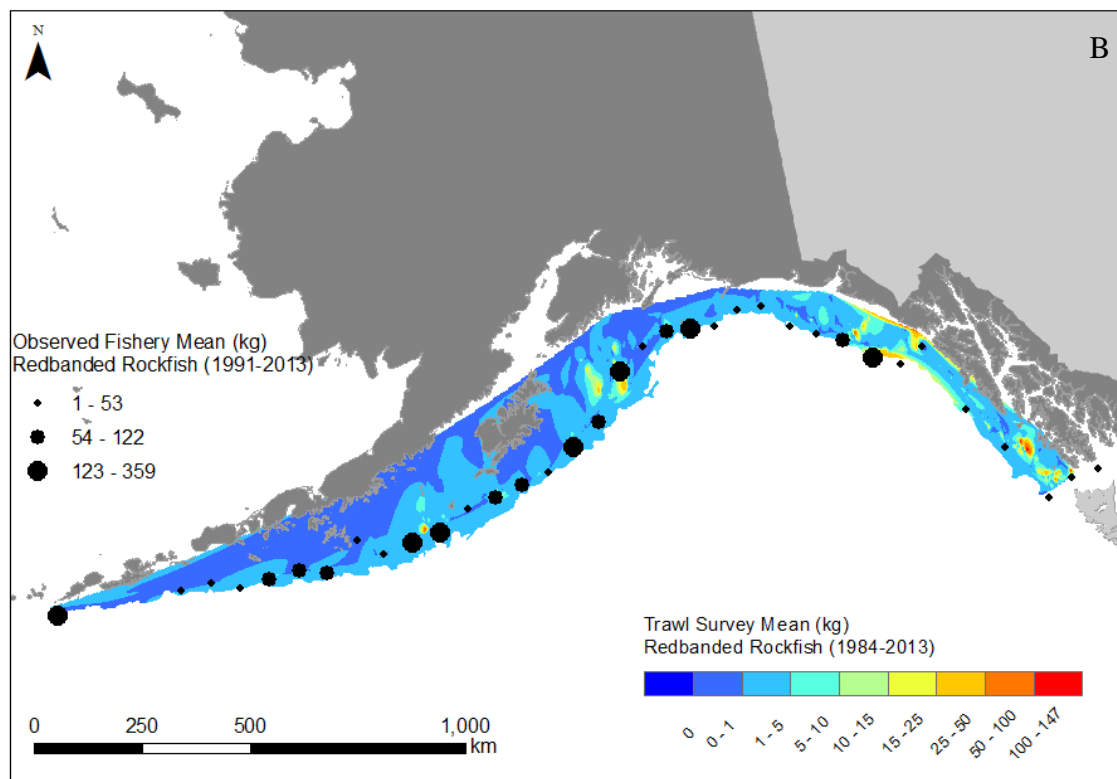 N
B
Observed Fishery Mean (kg)
Redbanded Rockfish (1991-2013)
1 - 53
54 - 122
123 - 359
Trawl Survey Mean (kg)
Redbanded Rockfish (1984-2013)
0
0 - 1
1 - 5
5 - 10
10 - 15
15 - 25
25 - 50
50 - 100
100 - 147
0 250 500 1,000
km